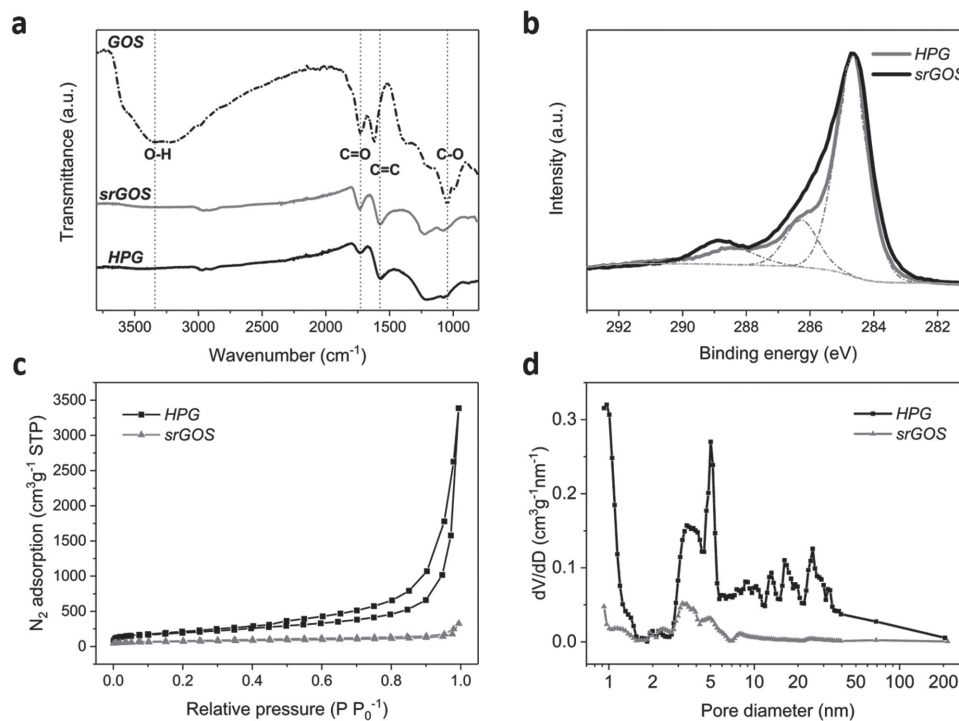 a
GOS
O-H
C=O
C=C
C-O
srGOS
HPG
Transmittance (a.u.)
3500 3000 2500 2000 1500 1000
Wavenumber (cm⁻¹)
b
HPG
srGOS
Intensity (a.u.)
292 290 288 286 284 282
Binding energy (eV)
c
HPG
srGOS
N₂ adsorption (cm³g⁻¹ STP)
3500
3000
2500
2000
1500
1000
500
0
0.0 0.2 0.4 0.6 0.8 1.0
Relative pressure (P P₀⁻¹)
d
HPG
srGOS
dV/dD (cm³g⁻¹nm⁻¹)
0.3
0.2
0.1
0.0
1 2 5 10 20 50 100 200
Pore diameter (nm)